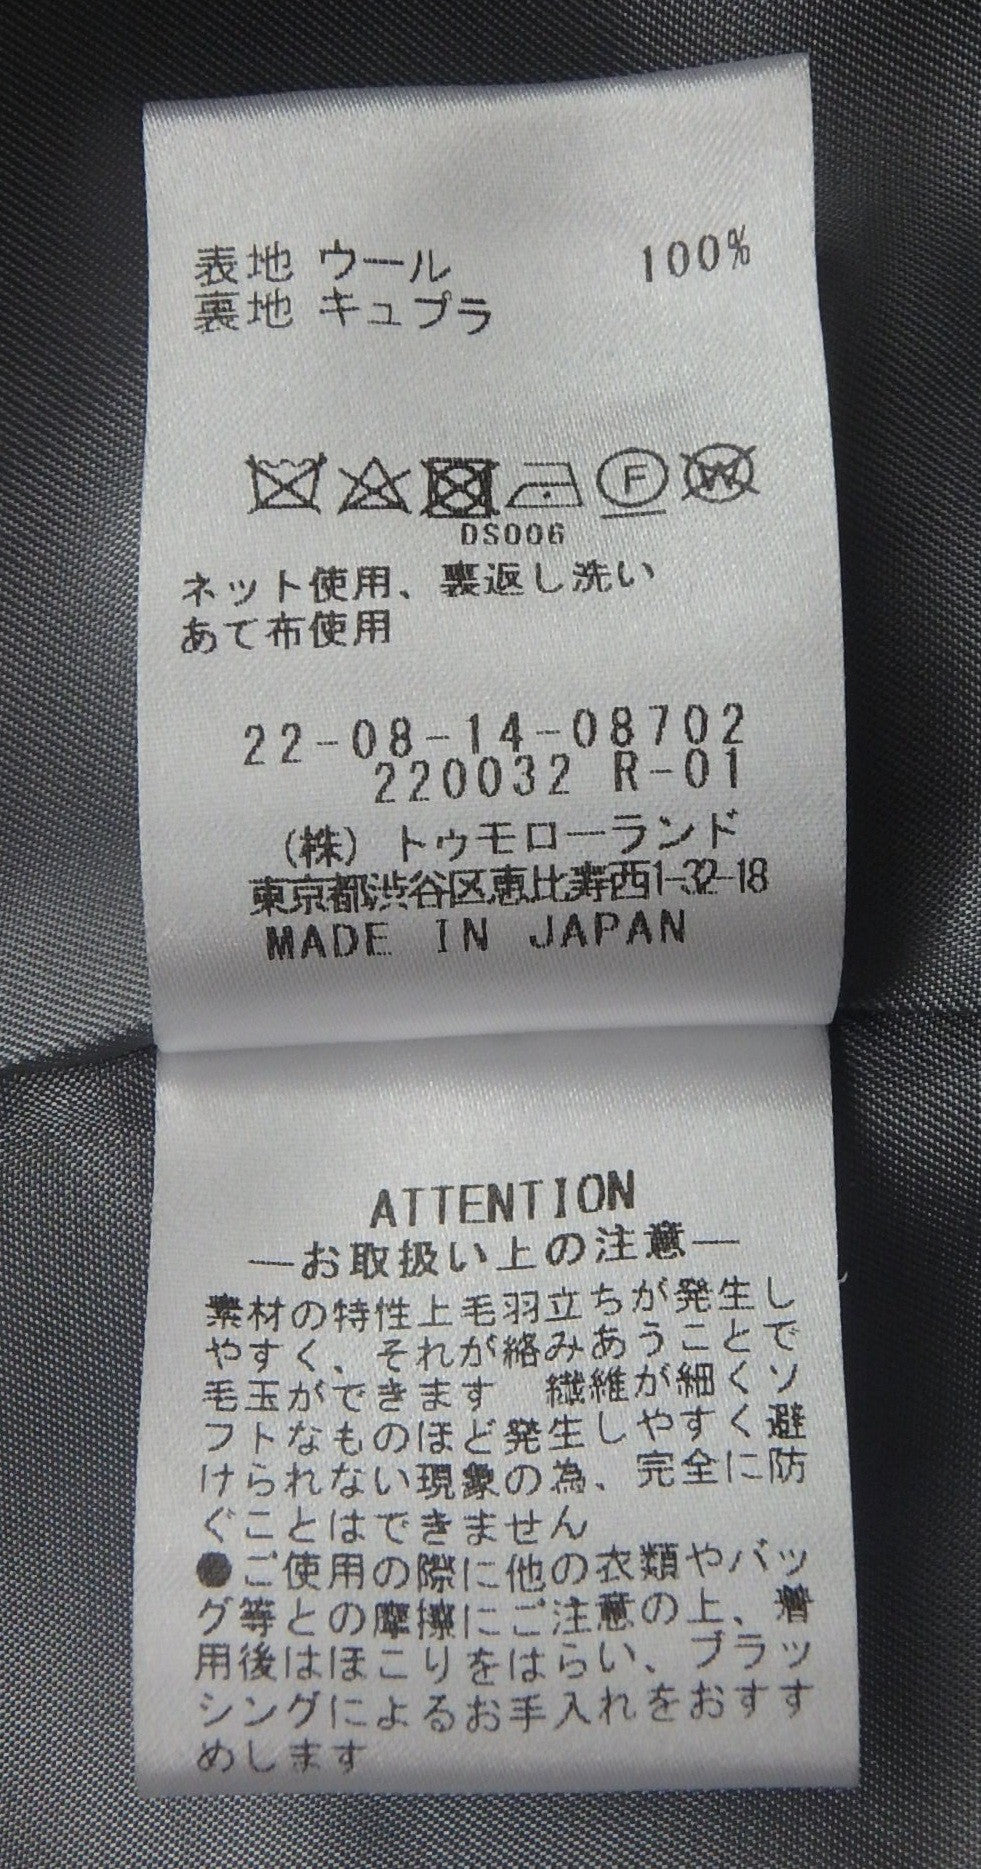 表地 ウール 100%
裏地 キュプラ
F W
DS006
ネット使用、裏返し洗い
あて布使用
22-08-14-08702
220032 R-01
(株)トゥモローランド
東京都渋谷区恵比寿西1-32-18
MADE IN JAPAN
ATTENTION
―お取扱い上の注意―
素材の特性上毛羽立ちが発生し
やすく、それが絡みあうことで
毛玉ができます 繊維が細くソ
フトなものほど発生しやすく避
けられない現象の為、完全に防
ぐことはできません
●ご使用の際に他の衣類やバッ
グ等との摩擦にご注意の上、着
用後はほこりをはらい、ブラッ
シングによるお手入れをおすす
めします